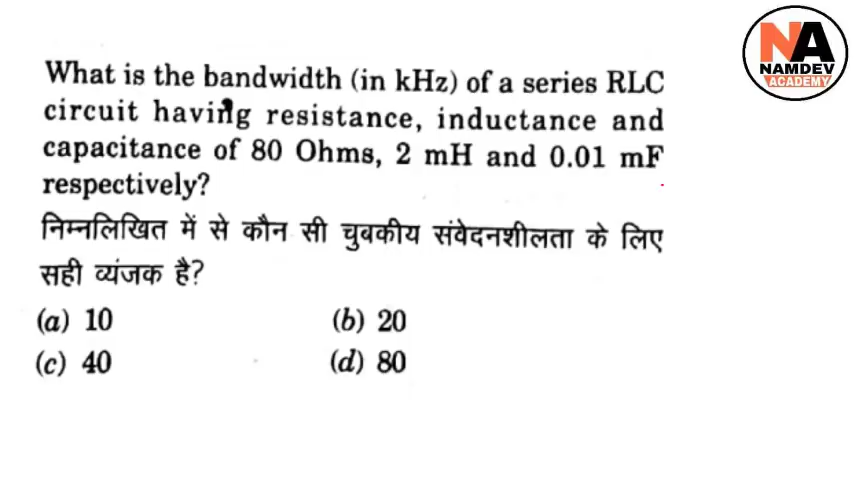 NA
NAMDEV
ACADEMY
What is the bandwidth (in kHz) of a series RLC
circuit having resistance, inductance and
capacitance of 80 Ohms, 2 mH and 0.01 mF
respectively?
निम्नलिखित में से कौन सी चुबकीय संवेदनशीलता के लिए
सही व्यंजक है?
(a) 10 (b) 20
(c) 40 (d) 80